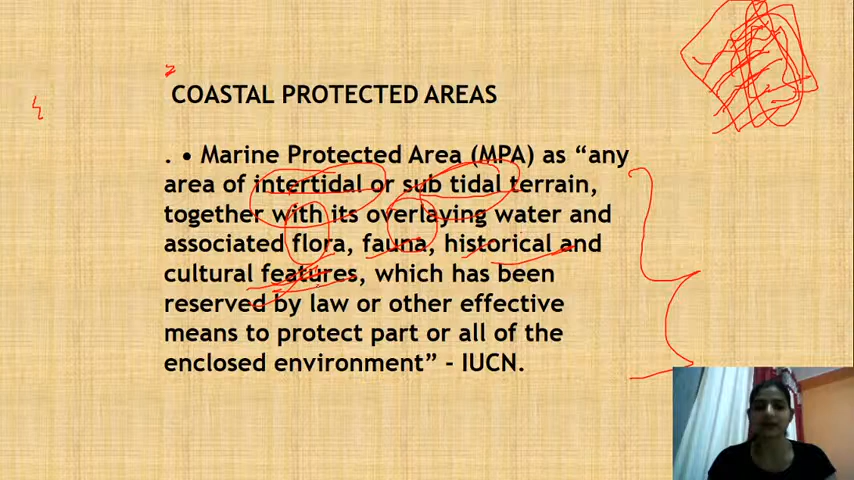 COASTAL PROTECTED AREAS
. • Marine Protected Area (MPA) as “any
area of intertidal or sub tidal terrain,
together with its overlaying water and
associated flora, fauna, historical and
cultural features, which has been
reserved by law or other effective
means to protect part or all of the
enclosed environment” - IUCN.